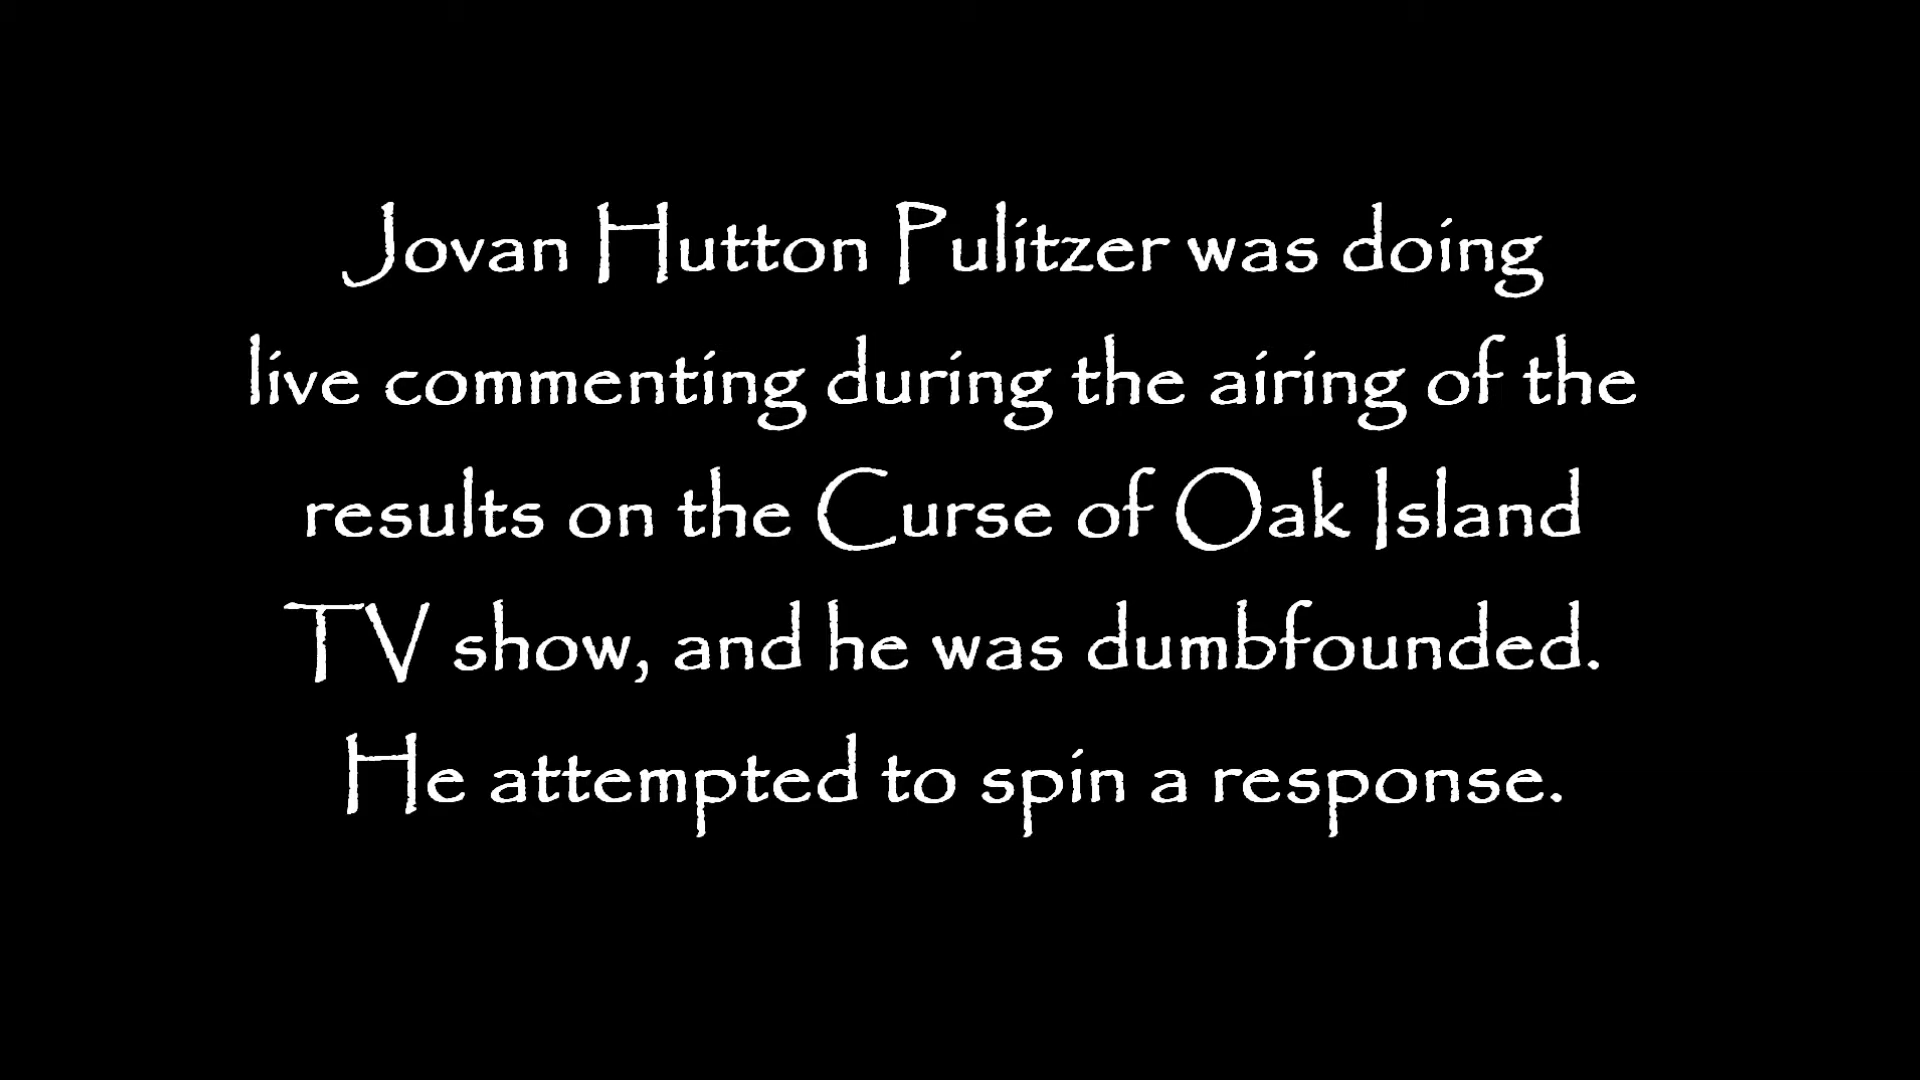 Jovan Hutton Pulitzer was doing
live commenting during the airing of the
results on the Curse of Oak Island
TV show, and he was dumbfounded.
He attempted to spin a response.